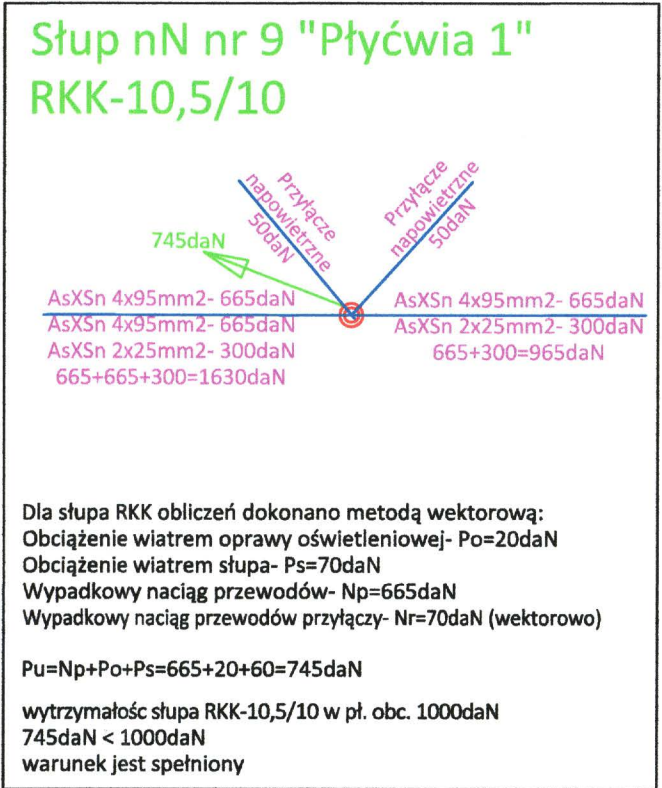 Słup nN nr 9 "Płyćwia 1"
RKK-10,5/10
Przyłącze
napowietrzne
50daN
Przyłącze
napowietrzne
50daN
745daN
AsXSn 4x95mm2- 665daN
AsXSn 4x95mm2- 665daN
AsXSn 2x25mm2- 300daN
665+665+300=1630daN
AsXSn 4x95mm2- 665daN
AsXSn 2x25mm2- 300daN
665+300=965daN
Dla słupa RKK obliczeń dokonano metodą wektorową:
Obciążenie wiatrem oprawy oświetleniowej- Po=20daN
Obciążenie wiatrem słupa- Ps=70daN
Wypadkowy naciąg przewodów- Np=665daN
Wypadkowy naciąg przewodów przyłączy- Nr=70daN (wektorowo)
Pu=Np+Po+Ps=665+20+60=745daN
wytrzymałośc słupa RKK-10,5/10 w pł. obc. 1000daN
745daN < 1000daN
warunek jest spełniony